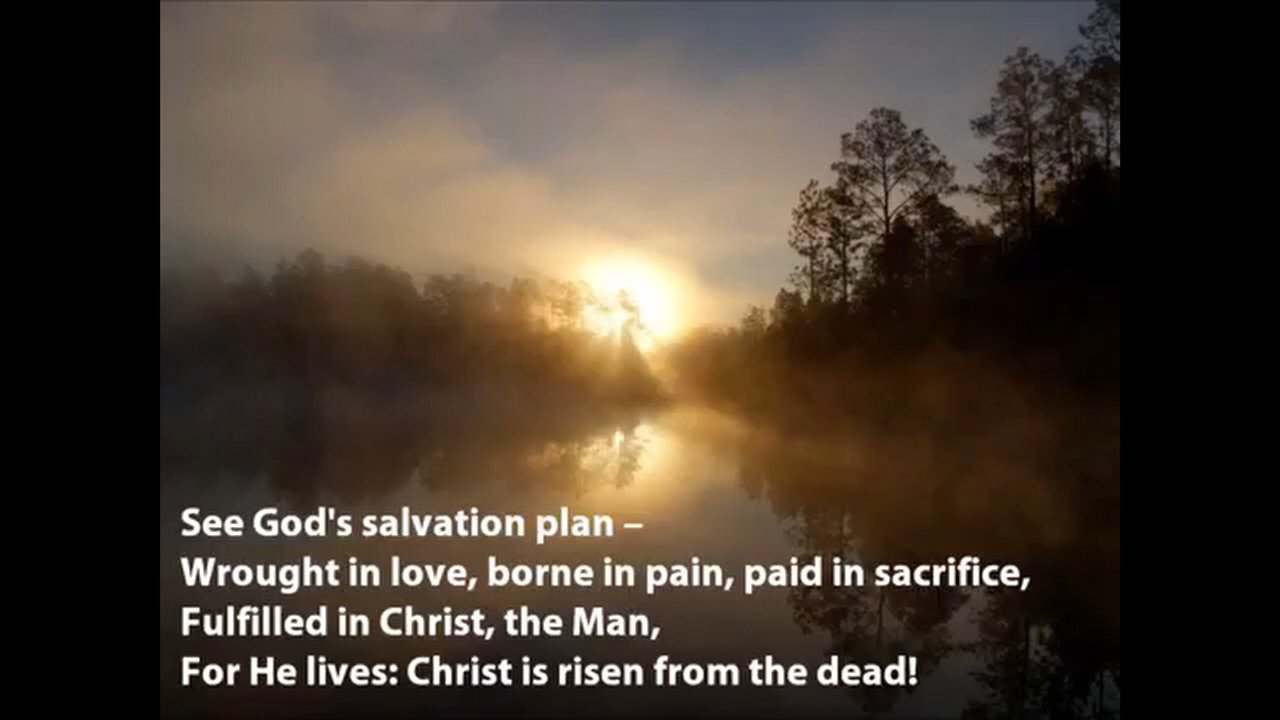 See God's salvation plan –
Wrought in love, borne in pain, paid in sacrifice,
Fulfilled in Christ, the Man,
For He lives: Christ is risen from the dead!